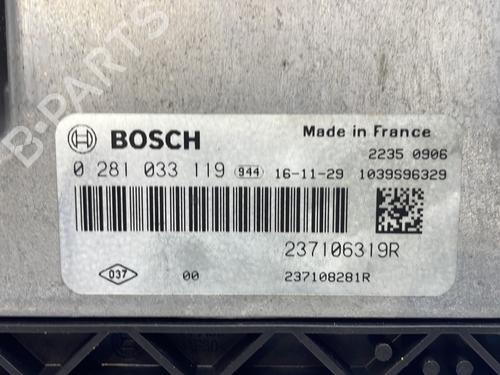 B-PARTS
BOSCH
Made in France
2235 0906
0 281 033 119 944 16-11-29 1039S96329
237106319R
037 00 237108281R